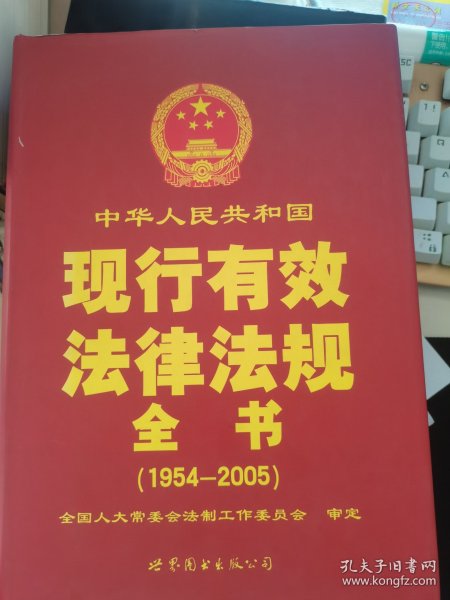 中华人民共和国
现行有效
法律法规
全书
(1954—2005)
全国人大常委会法制工作委员会 审定
世界图书出版公司
孔夫子旧书网
www.kongfz.com